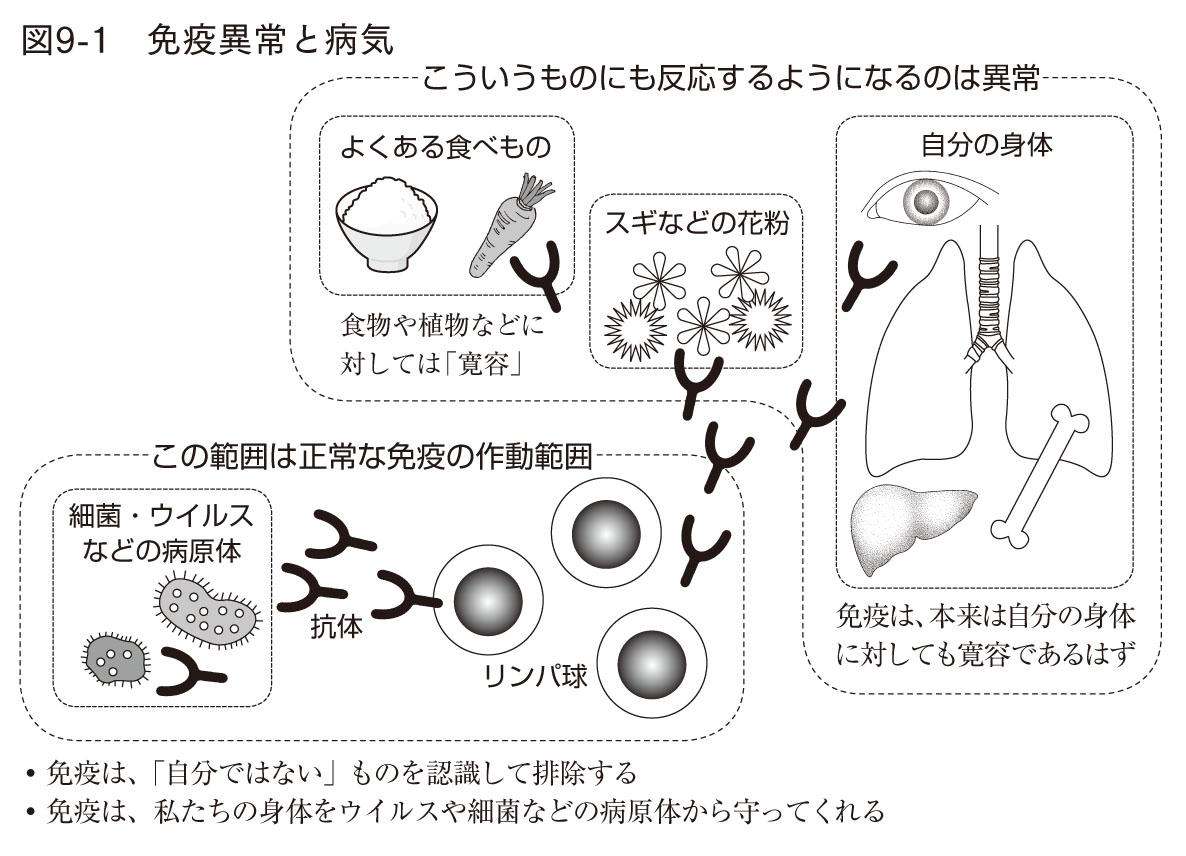 図9-1　免疫異常と病気
こういうものにも反応するようになるのは異常
よくある食べもの
食物や植物などに
対しては「寛容」
スギなどの花粉
自分の身体
免疫は、本来は自分の身体
に対しても寛容であるはず
この範囲は正常な免疫の作動範囲
細菌・ウイルス
などの病原体
抗体
リンパ球
・免疫は、「自分ではない」ものを認識して排除する
・免疫は、私たちの身体をウイルスや細菌などの病原体から守ってくれる